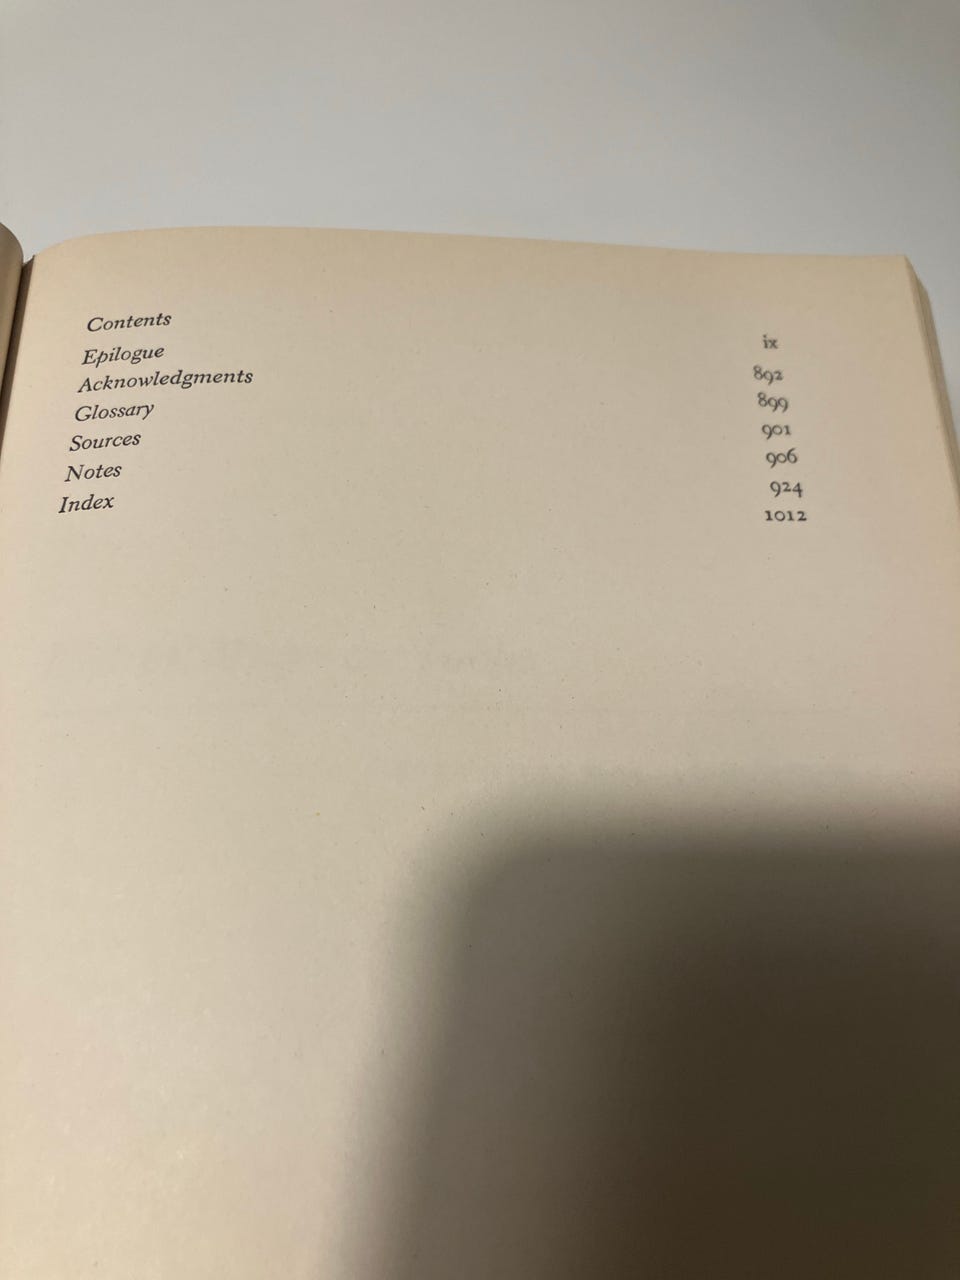 Contents ix
Epilogue 892
Acknowledgments 899
Glossary 901
Sources 906
Notes 924
Index 1012